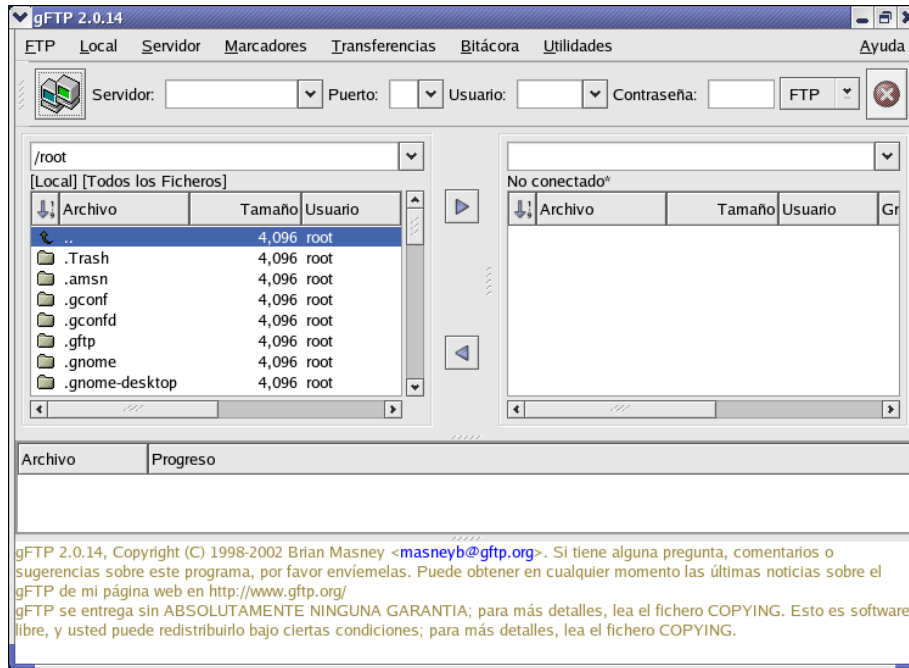 gFTP 2.0.14
FTP Local Servidor Marcadores Transferencias Bitácora Utilidades Ayuda
Servidor: Puerto: Usuario: Contraseña: FTP
/root
[Local] [Todos los Ficheros]
No conectado*
Archivo Tamaño Usuario
Archivo Tamaño Usuario Gr
.. 4,096 root
.Trash 4,096 root
.amsn 4,096 root
.gconf 4,096 root
.gconfd 4,096 root
.gftp 4,096 root
.gnome 4,096 root
.gnome-desktop 4,096 root
Archivo Progreso
gFTP 2.0.14, Copyright (C) 1998-2002 Brian Masney <masneyb@gftp.org>. Si tiene alguna pregunta, comentarios o
sugerencias sobre este programa, por favor envíemelas. Puede obtener en cualquier momento las últimas noticias sobre el
gFTP de mi página web en http://www.gftp.org/
gFTP se entrega sin ABSOLUTAMENTE NINGUNA GARANTIA; para más detalles, lea el fichero COPYING. Esto es software
libre, y usted puede redistribuirlo bajo ciertas condiciones; para más detalles, lea el fichero COPYING.